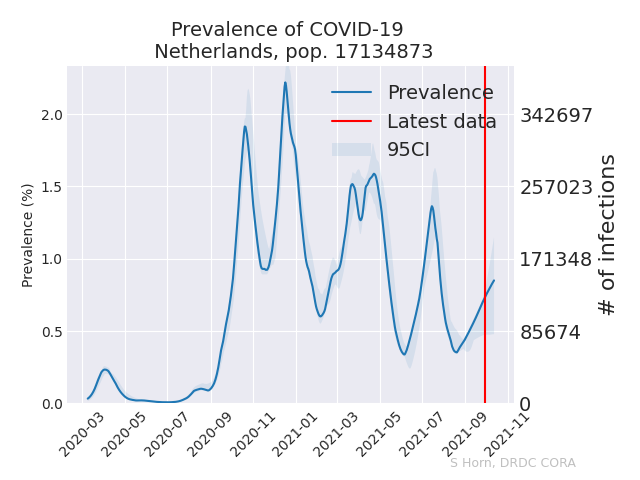 Prevalence of COVID-19
Netherlands, pop. 17134873
Prevalence
Latest data
95CI
Prevalence (%)
2.0
1.5
1.0
0.5
0.0
342697
257023
171348
85674
0
# of infections
2020-03
2020-05
2020-07
2020-09
2020-11
2021-01
2021-03
2021-05
2021-07
2021-09
2021-11
S Horn, DRDC CORA